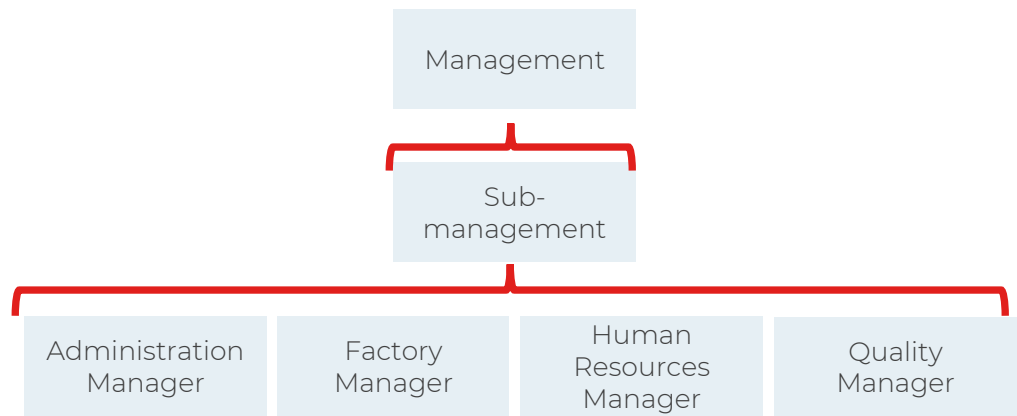 Management
Sub-
management
Administration
Manager
Factory
Manager
Human
Resources
Manager
Quality
Manager